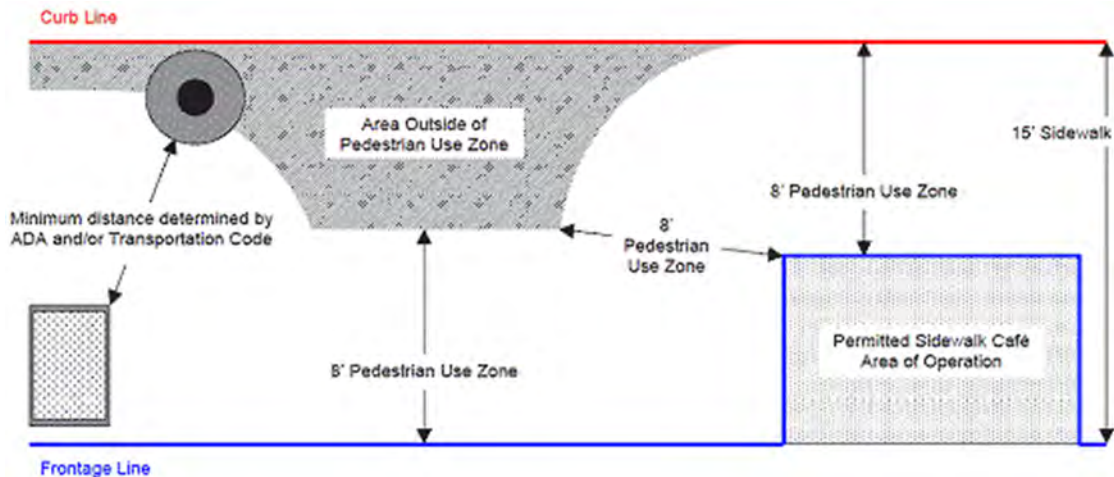 Curb Line
Area Outside of
Pedestrian Use Zone
15' Sidewalk
8' Pedestrian Use Zone
Minimum distance determined by
ADA and/or Transportation Code
8'
Pedestrian
Use Zone
8' Pedestrian Use Zone
Permitted Sidewalk Café
Area of Operation
Frontage Line